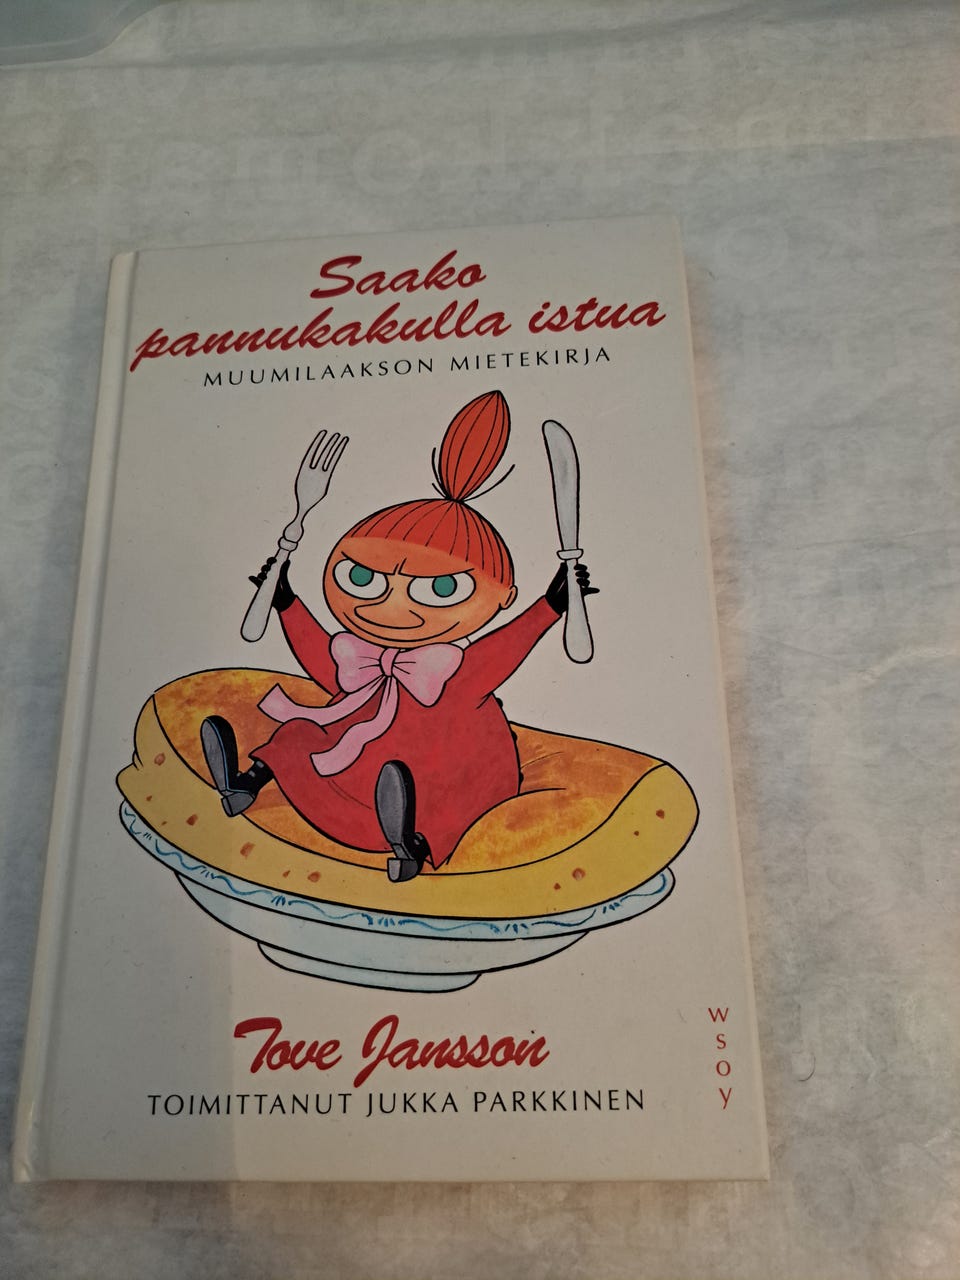 Saako
pannukakulla istua
MUUMILAAKSON MIETEKIRJA
Tove Jansson
TOIMITTANUT JUKKA PARKKINEN
wsoy